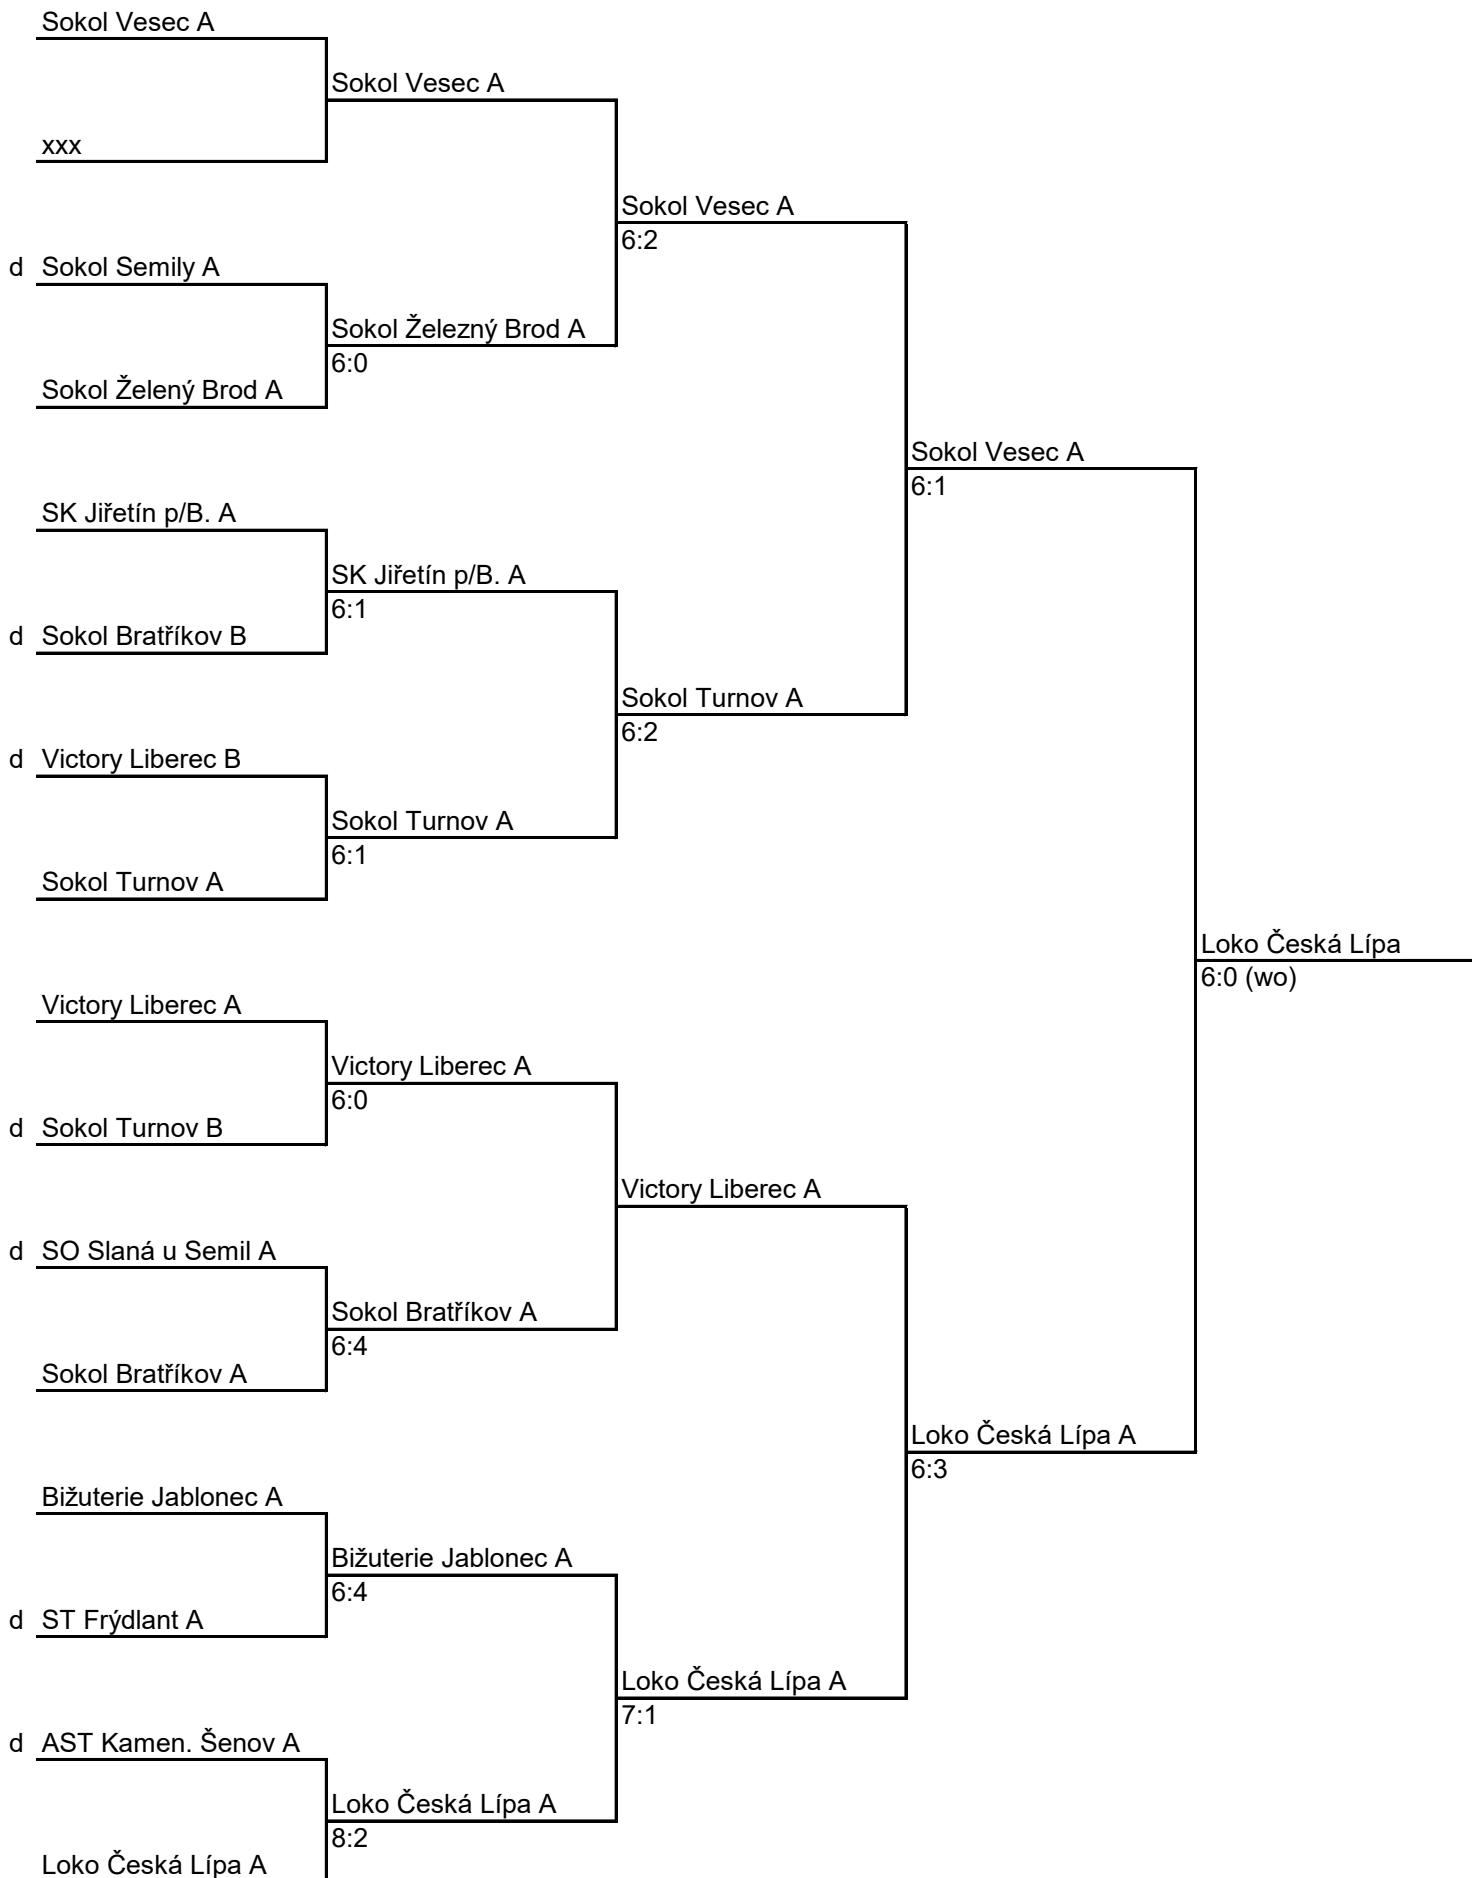 Sokol Vesec A
Sokol Vesec A
xxx
Sokol Vesec A
6:2
d Sokol Semily A
Sokol Železný Brod A
6:0
Sokol Želený Brod A
Sokol Vesec A
6:1
SK Jiřetín p/B. A
SK Jiřetín p/B. A
6:1
d Sokol Bratříkov B
Sokol Turnov A
6:2
d Victory Liberec B
Sokol Turnov A
6:1
Sokol Turnov A
Loko Česká Lípa
6:0 (wo)
Victory Liberec A
Victory Liberec A
6:0
d Sokol Turnov B
Victory Liberec A
d SO Slaná u Semil A
Sokol Bratříkov A
6:4
Sokol Bratříkov A
Loko Česká Lípa A
6:3
Bižuterie Jablonec A
Bižuterie Jablonec A
6:4
d ST Frýdlant A
Loko Česká Lípa A
7:1
d AST Kamen. Šenov A
Loko Česká Lípa A
8:2
Loko Česká Lípa A